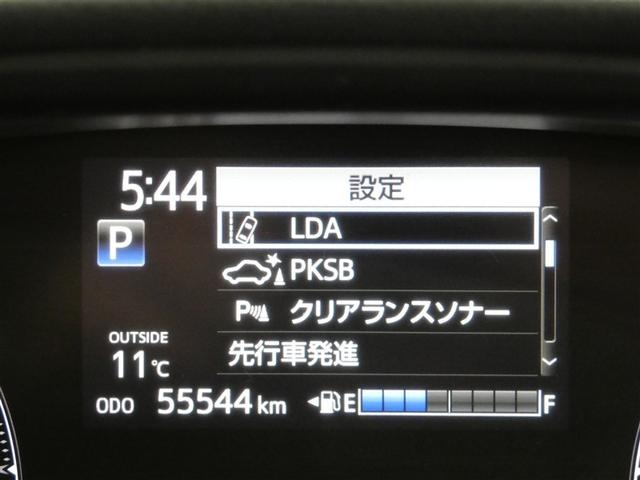 5:44
設定
P
LDA
PKSB
P クリアランスソナー
先行車発進
OUTSIDE
11℃
ODO 55544 km
E F